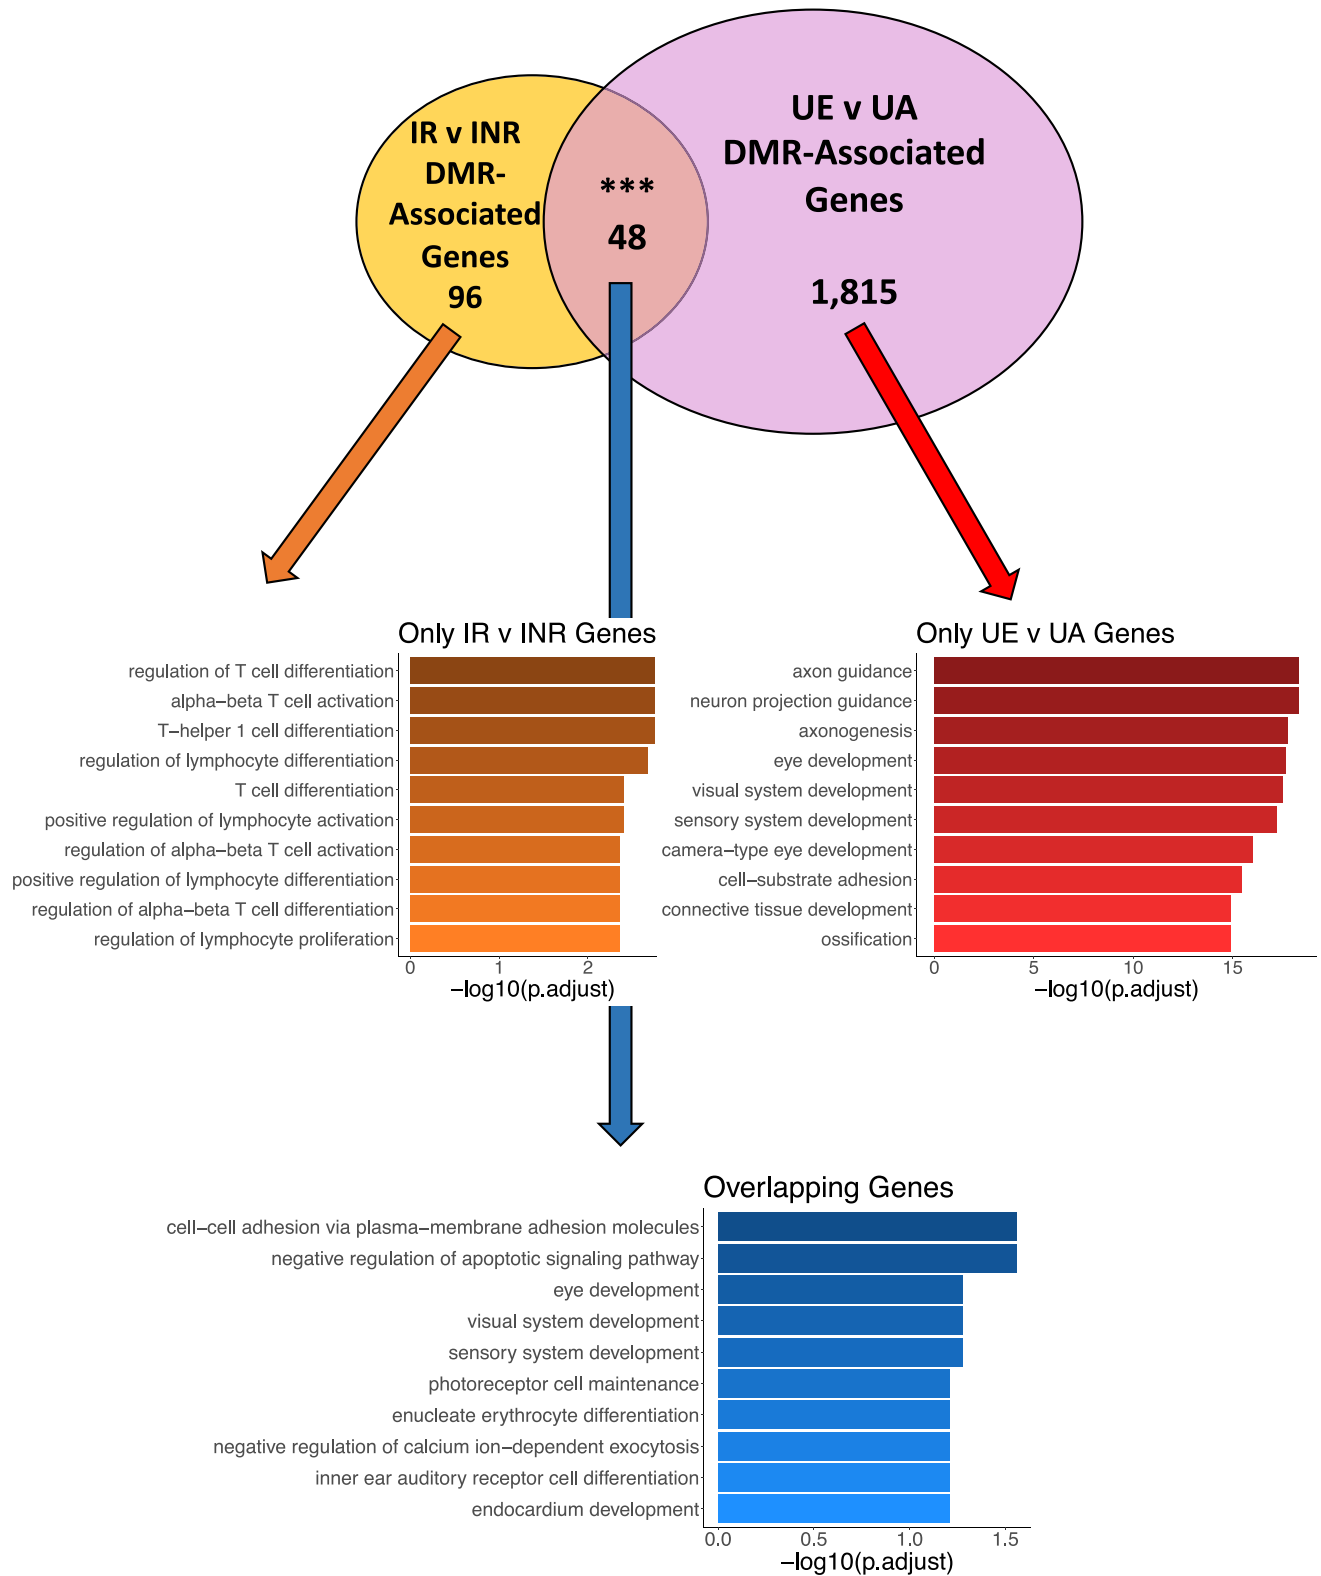 IR v INR
DMR-
Associated
Genes
96
***
48
UE v UA
DMR-Associated
Genes
1,815
Only IR v INR Genes
regulation of T cell differentiation
alpha−beta T cell activation
T−helper 1 cell differentiation
regulation of lymphocyte differentiation
T cell differentiation
positive regulation of lymphocyte activation
regulation of alpha−beta T cell activation
positive regulation of lymphocyte differentiation
regulation of alpha−beta T cell differentiation
regulation of lymphocyte proliferation
0 1 2
−log10(p.adjust)
Only UE v UA Genes
axon guidance
neuron projection guidance
axonogenesis
eye development
visual system development
sensory system development
camera−type eye development
cell−substrate adhesion
connective tissue development
ossification
0 5 10 15
−log10(p.adjust)
Overlapping Genes
cell−cell adhesion via plasma−membrane adhesion molecules
negative regulation of apoptotic signaling pathway
eye development
visual system development
sensory system development
photoreceptor cell maintenance
enucleate erythrocyte differentiation
negative regulation of calcium ion−dependent exocytosis
inner ear auditory receptor cell differentiation
endocardium development
0.0 0.5 1.0 1.5
−log10(p.adjust)